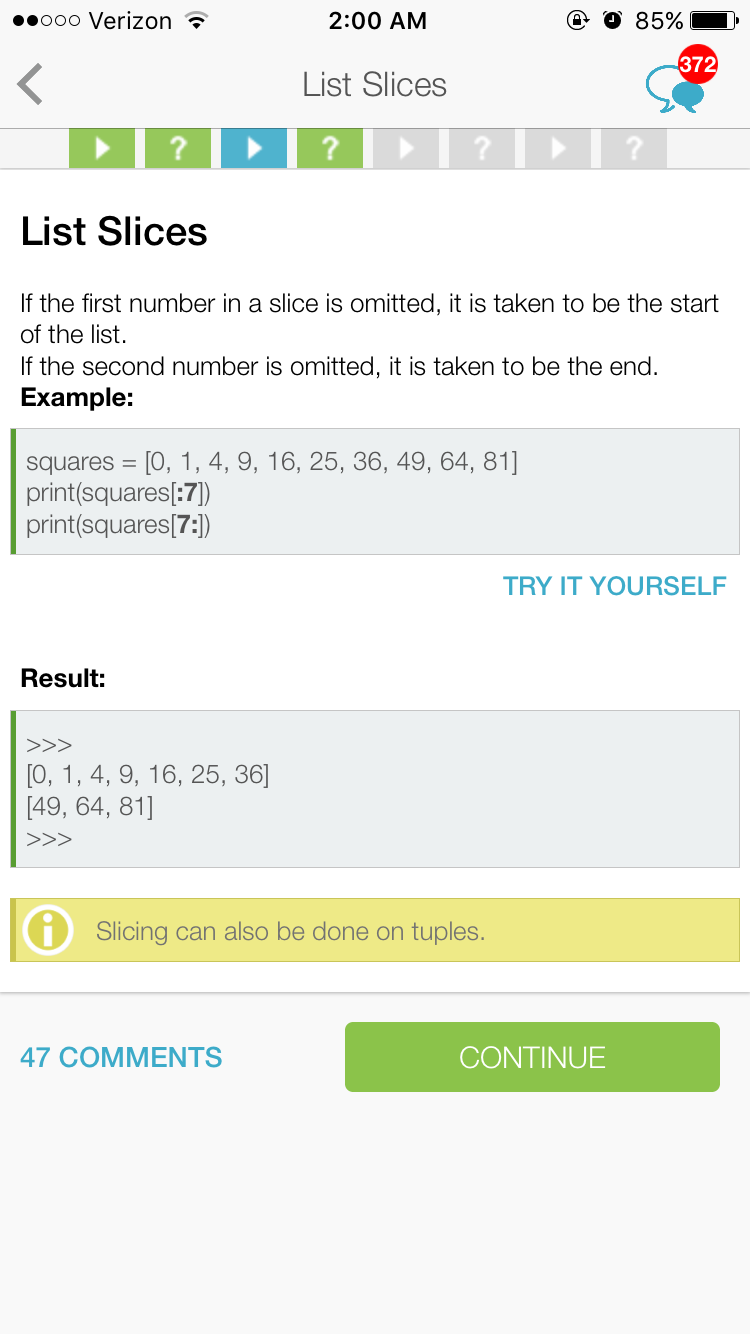 Verizon 2:00 AM 85%
List Slices 372
? ? ? ?
List Slices
If the first number in a slice is omitted, it is taken to be the start
of the list.
If the second number is omitted, it is taken to be the end.
Example:
squares = [0, 1, 4, 9, 16, 25, 36, 49, 64, 81]
print(squares[:7])
print(squares[7:])
TRY IT YOURSELF
Result:
>>>
[0, 1, 4, 9, 16, 25, 36]
[49, 64, 81]
>>>
Slicing can also be done on tuples.
47 COMMENTS CONTINUE